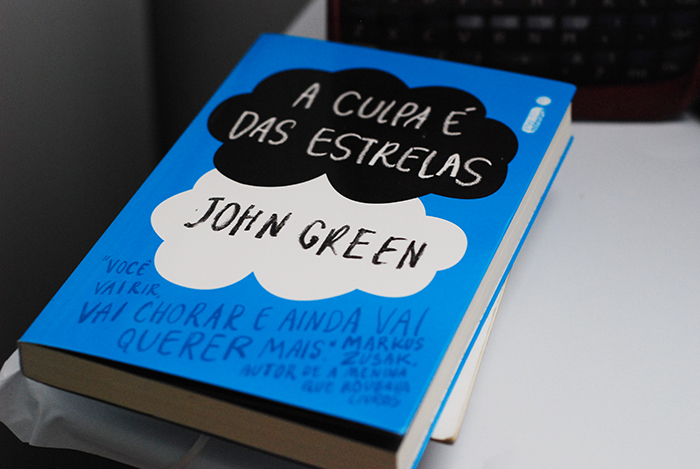 A CULPA É
DAS ESTRELAS
JOHN GREEN
"VOCÊ
VAI RIR,
VAI CHORAR E AINDA VAI
QUERER MAIS."
MARKUS
ZUSAK,
AUTOR DE A MENINA
QUE ROUBAVA
LIVROS